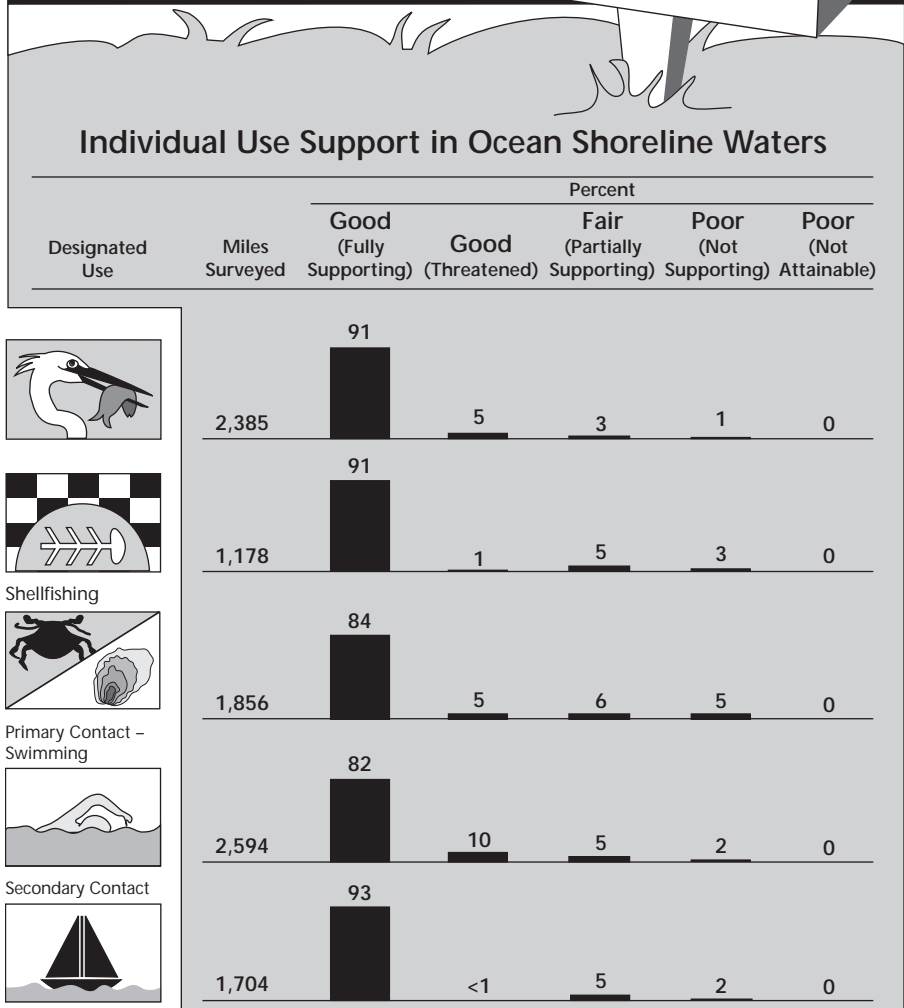 Individual Use Support in Ocean Shoreline Waters
Percent
Designated Use
Miles Surveyed
Good (Fully Supporting)
Good (Threatened)
Fair (Partially Supporting)
Poor (Not Supporting)
Poor (Not Attainable)
91
2,385 5 3 1 0
91
1,178 1 5 3 0
Shellfishing
84
1,856 5 6 5 0
Primary Contact –
Swimming
82
2,594 10 5 2 0
Secondary Contact
93
1,704 <1 5 2 0